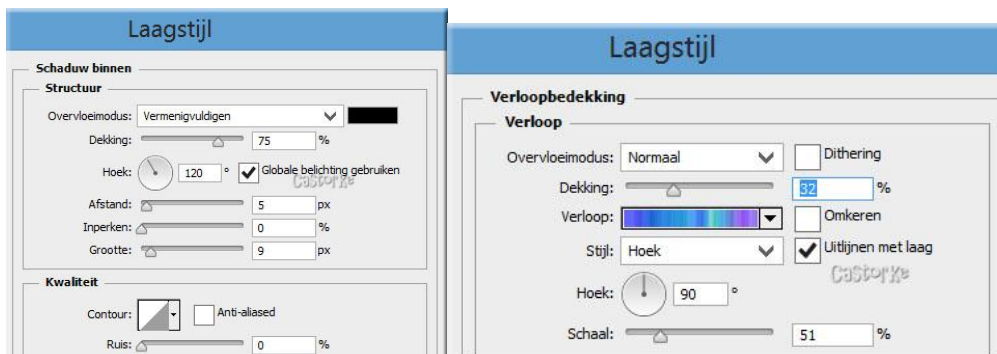 Laagstijl
Schaduw binnen
Structuur
Overvloeimodus: Vermenigvuldigen
Dekking: 75 %
Hoek: 120 ° Globale belichting gebruiken
Castorke
Afstand: 5 px
Inperken: 0 %
Grootte: 9 px
Kwaliteit
Contour: Anti-aliased
Ruis: 0 %
Laagstijl
Verloopbedekking
Verloop
Overvloeimodus: Normaal Dithering
Dekking: 32 %
Verloop: Omkeren
Stijl: Hoek Uitlijnen met laag
Castorke
Hoek: 90 °
Schaal: 51 %